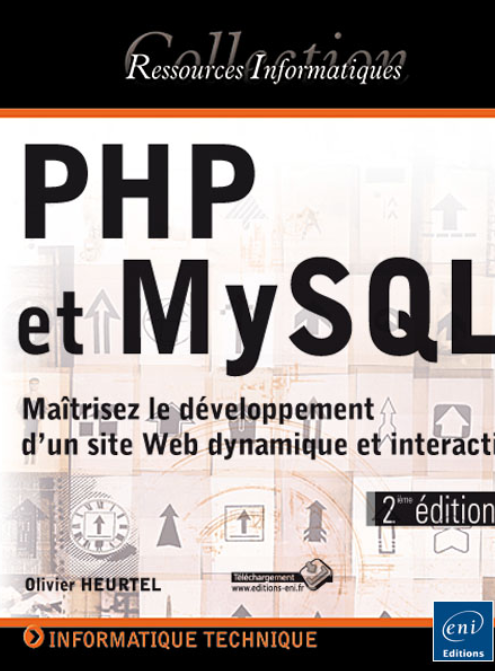 Collection
Ressources Informatiques
PHP
et MySQL
Maîtrisez le développement
d'un site Web dynamique et interacti
2ième édition
Olivier HEURTEL
Téléchargement
www.editions-eni.fr
INFORMATIQUE TECHNIQUE
eni
Editions